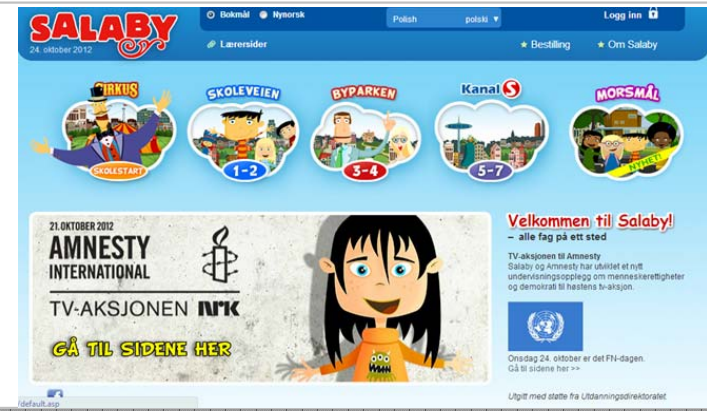 SALABY
24. oktober 2012
Bokmål Nynorsk
Polish polski ▼
Logg inn
Lærersider
★ Bestilling ★ Om Salaby
CIRKUS
SKOLESTART
SKOLEVEIEN
1-2
BYPARKEN
3-4
Kanal S
5-7
MORSMÅL
NYHET!
21.OKTOBER 2012
AMNESTY
INTERNATIONAL
TV-AKSJONEN NRK
GÅ TIL SIDENE HER
Velkommen til Salaby!
– alle fag på ett sted
TV-aksjonen til Amnesty
Salaby og Amnesty har utviklet et nytt
undervisningsopplegg om menneskerettigheter
og demokrati til høstens tv-aksjon.
Onsdag 24. oktober er det FN-dagen.
Gå til sidene her >>
Utgitt med støtte fra Utdanningsdirektoratet
/default.asp